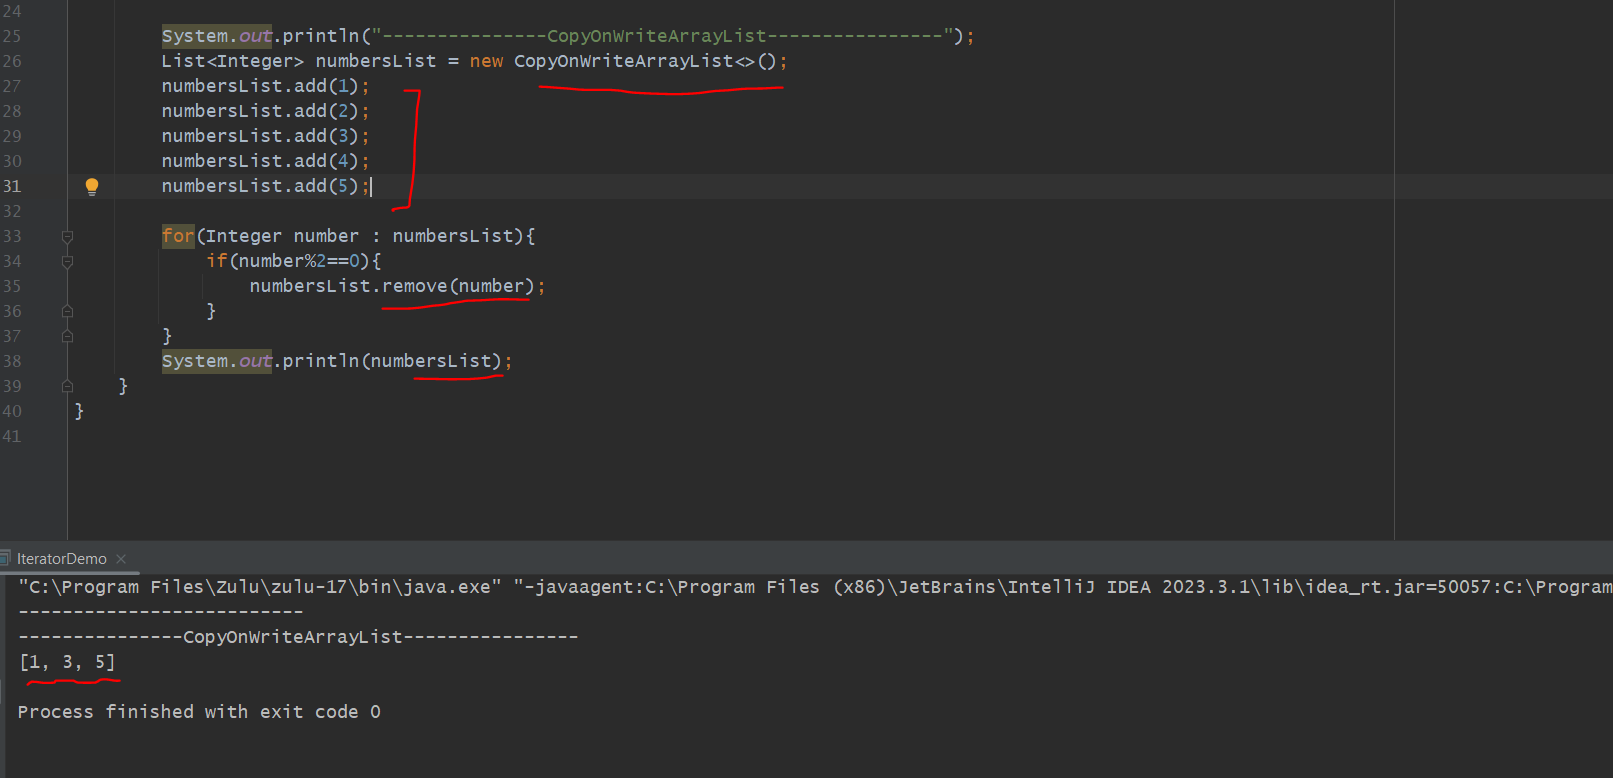 24
25 System.out.println("---------------CopyOnWriteArrayList----------------");
26 List<Integer> numbersList = new CopyOnWriteArrayList<>();
27 numbersList.add(1);
28 numbersList.add(2);
29 numbersList.add(3);
30 numbersList.add(4);
31 numbersList.add(5);
32
33 for(Integer number : numbersList){
34 if(number%2==0){
35 numbersList.remove(number);
36 }
37 }
38 System.out.println(numbersList);
39 }
40 }
41
IteratorDemo
"C:\Program Files\Zulu\zulu-17\bin\java.exe" "-javaagent:C:\Program Files (x86)\JetBrains\IntelliJ IDEA 2023.3.1\lib\idea_rt.jar=50057:C:\Program
--------------------------
---------------CopyOnWriteArrayList----------------
[1, 3, 5]
Process finished with exit code 0